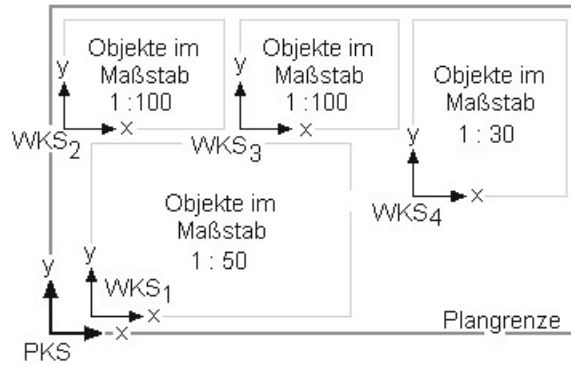 Objekte im
Maßstab
1 :100
y
x
WKS2
Objekte im
Maßstab
1 :100
y
x
WKS3
Objekte im
Maßstab
1 : 30
y
x
WKS4
Objekte im
Maßstab
1 : 50
y
WKS1
x
y
x
PKS
Plangrenze